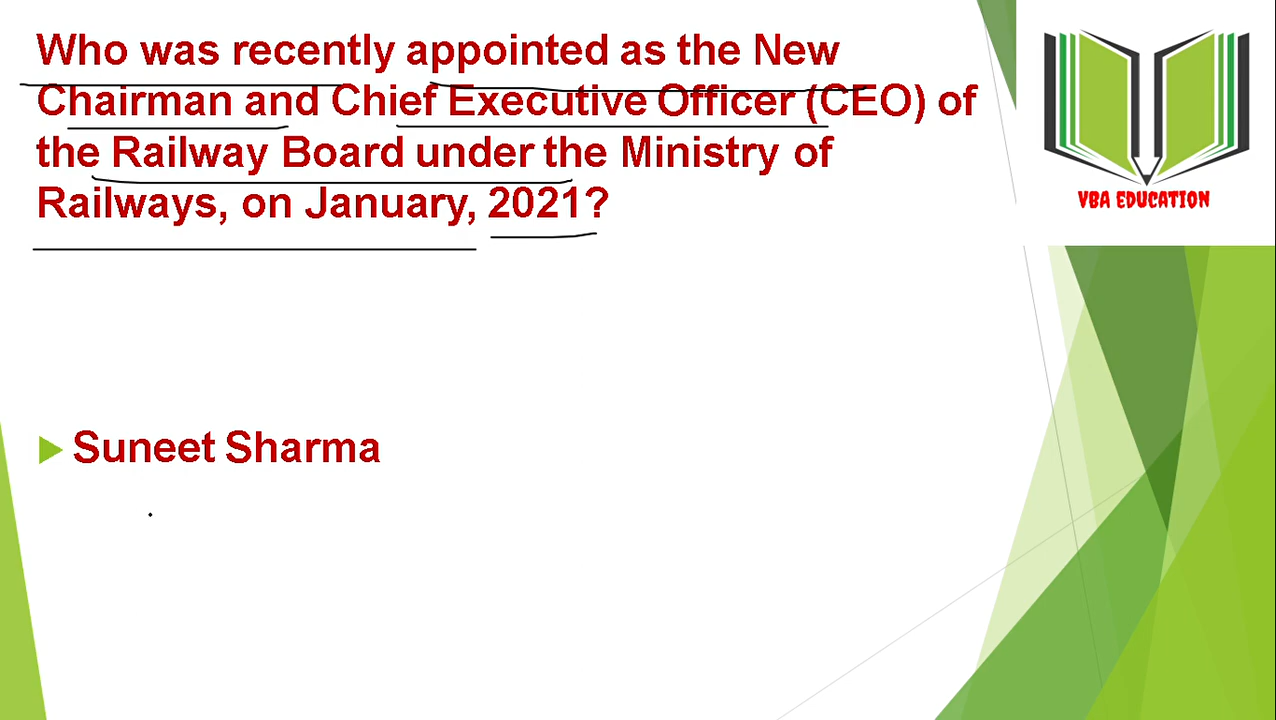 Who was recently appointed as the New
Chairman and Chief Executive Officer (CEO) of
the Railway Board under the Ministry of
Railways, on January, 2021?
VBA EDUCATION
Suneet Sharma